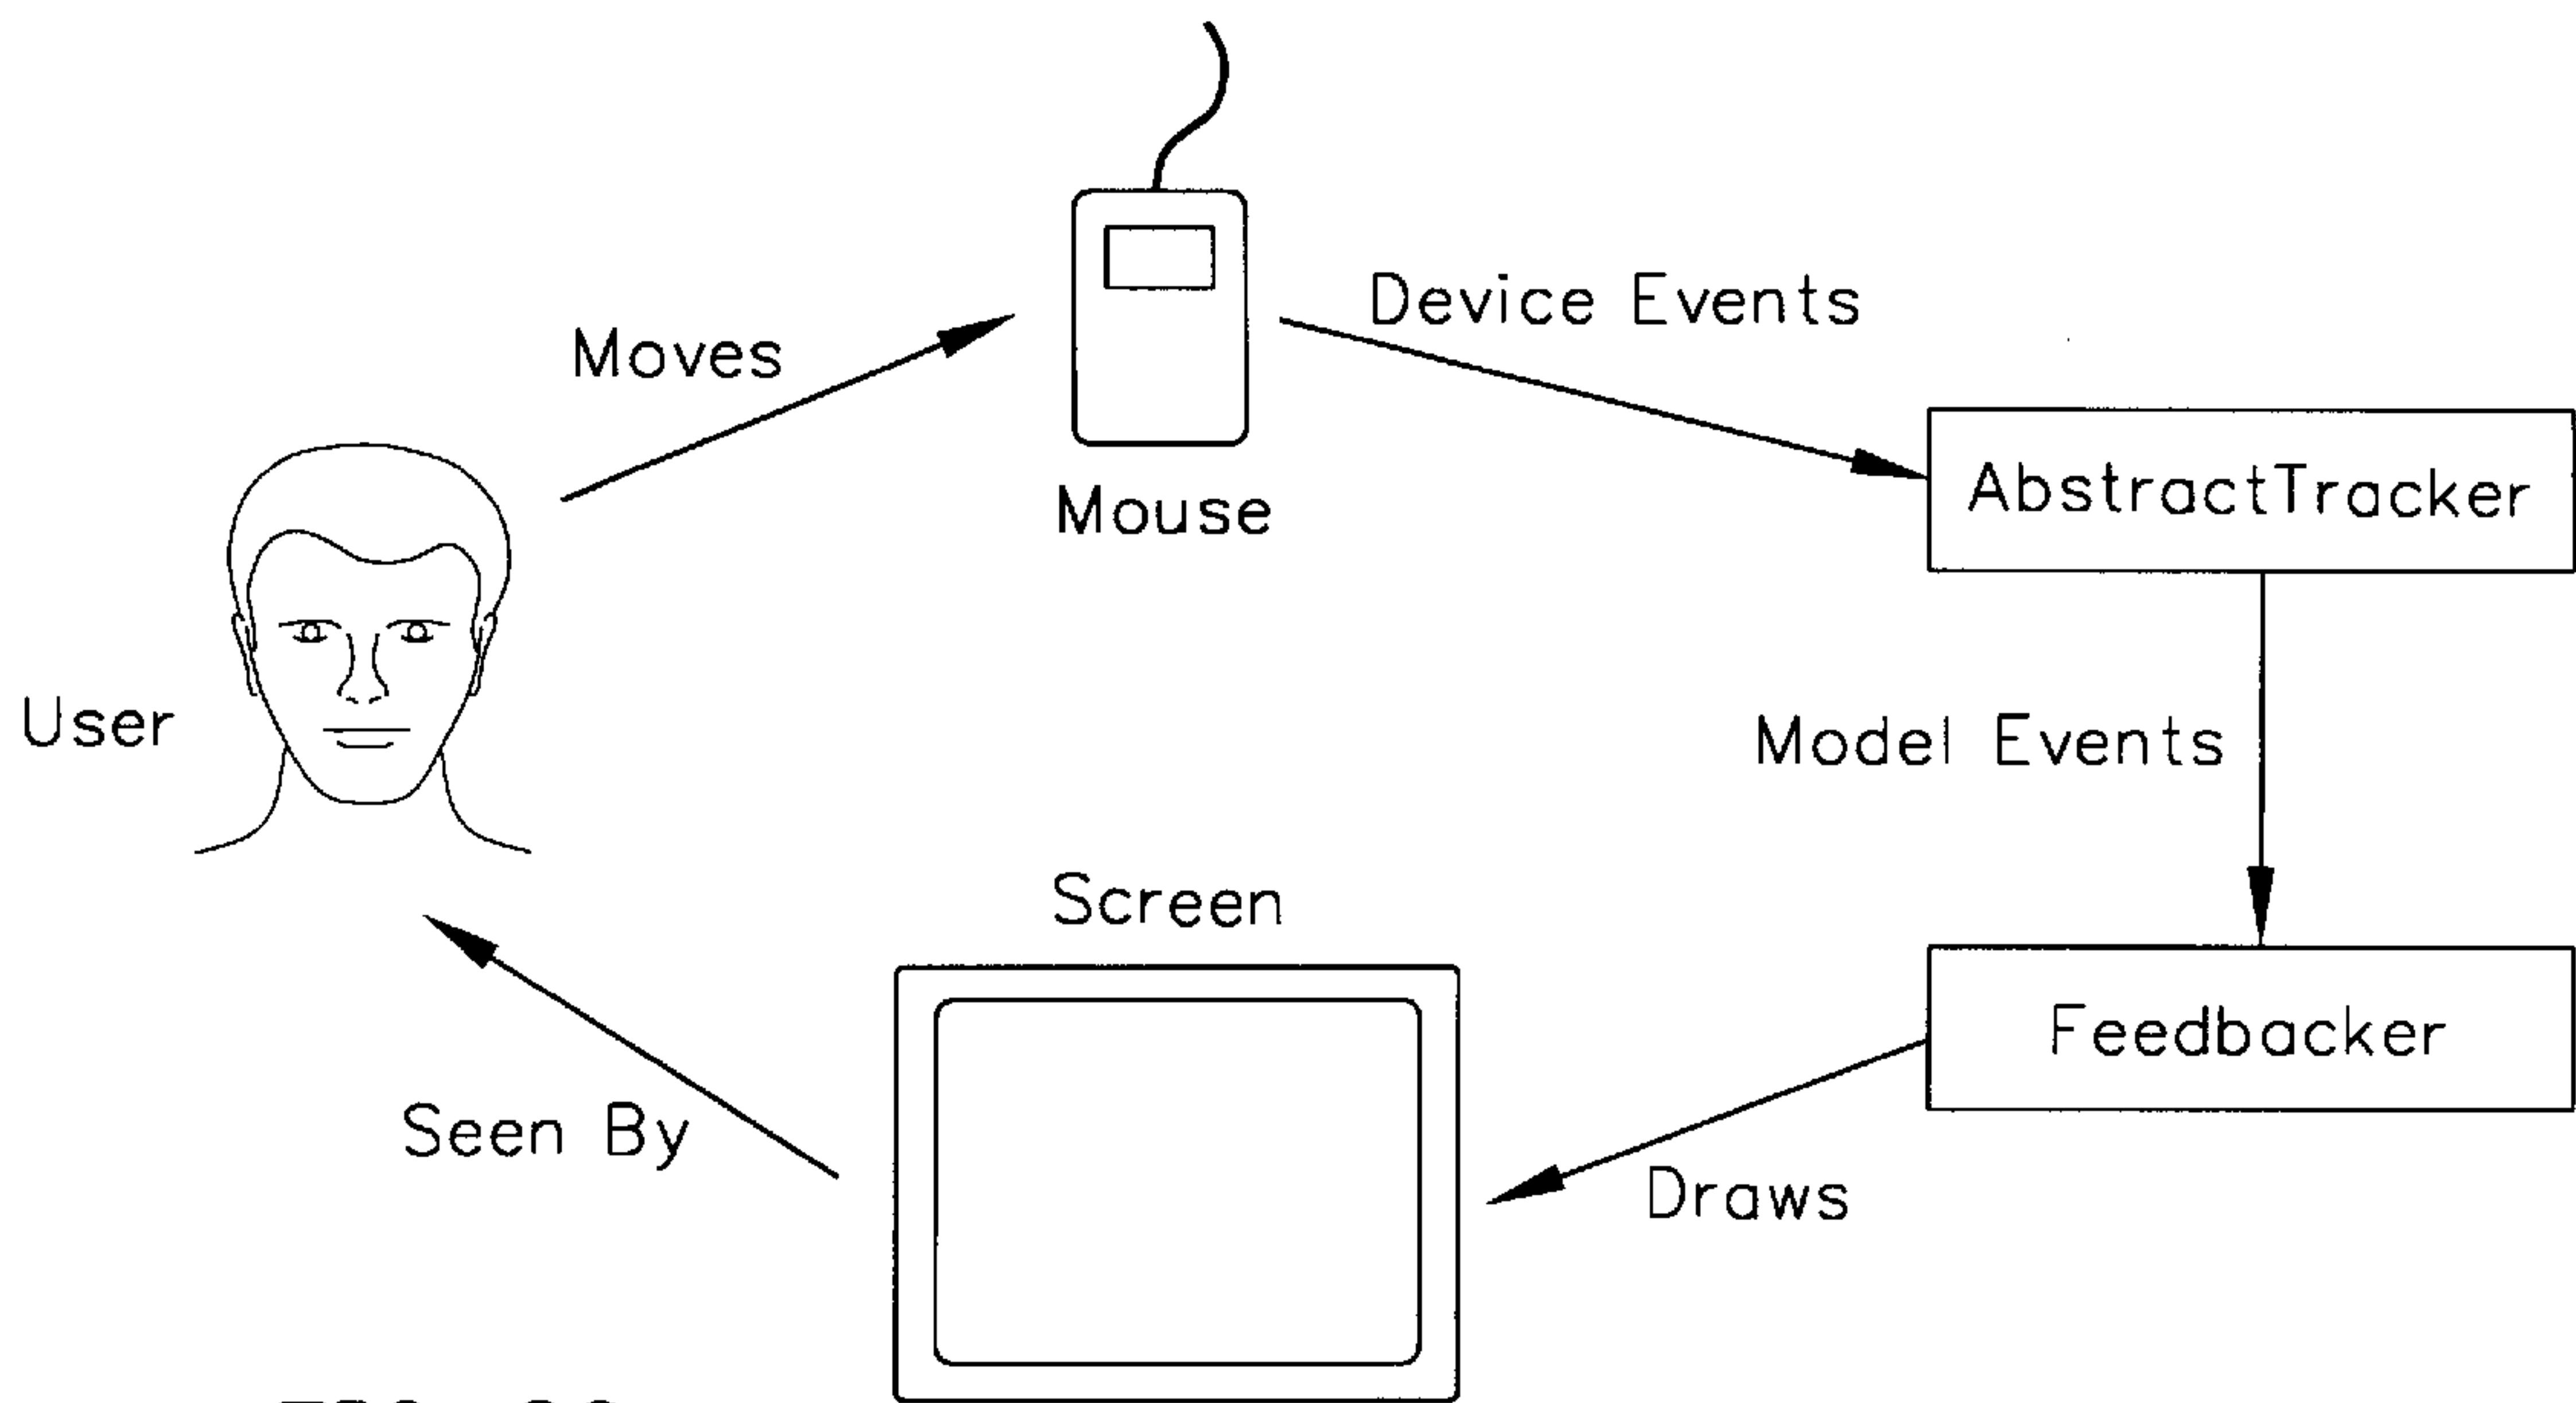 Moves
Device Events
Mouse
AbstractTracker
User
Model Events
Screen
Feedbacker
Seen By
Draws